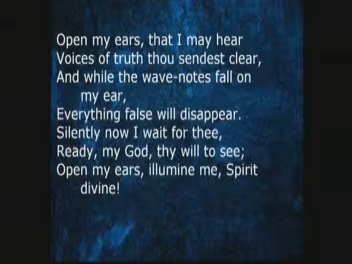 Open my ears, that I may hear
Voices of truth thou sendest clear,
And while the wave-notes fall on
my ear,
Everything false will disappear.
Silently now I wait for thee,
Ready, my God, thy will to see;
Open my ears, illumine me, Spirit
divine!